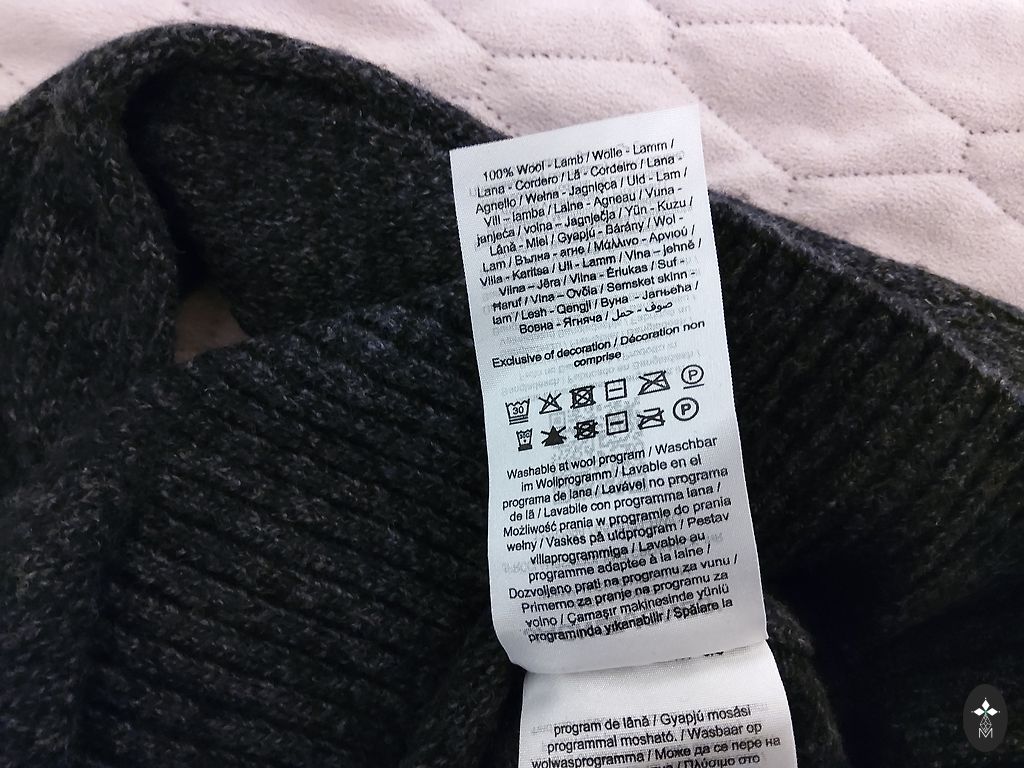 100% Wool - Lamb / Wolle - Lamm /
Lana - Cordero / Lã - Cordeiro / Lana -
Agnello / Wełna - Jagnięca / Uld - Lam /
Vill – lamba / Laine - Agneau / Vuna -
janjeća / volna – Jagnječja / Yün - Kuzu /
Lână - Miel / Gyapjú - Bárány / Wol -
Lam / Вълна - агне / Μάλλινο - Αρνιού /
Villa - Karitsa / Ull - Lamm / Vlna – jehně /
Vilna – Jēra / Vilna - Ėriukas / Suf -
Haruf / Vlna – Ovčia / Semsket skinn -
lam / Lesh - Qengji / Вуна - Јагњећа /
Вовна - Ягняча / صوف - حمل
Exclusive of decoration / Décoration non
comprise
30
P
30
P
Washable at wool program / Waschbar
im Wollprogramm / Lavable en el
programa de lana / Lavável no programa
de lã / Lavabile con programma lana /
Możliwość prania w programie do prania
wełny / Vaskes på uldprogram / Pestav
villaprogrammiga / Lavable au
programme adaptée à la laine /
Dozvoljeno prati na programu za vunu /
Primerno za pranje na programu za
volno / Çamaşır makinesinde yünlü
programında yıkanabilir / Spălare la
program de lână / Gyapjú mosási
programmal mosható. / Wasbaar op
wolwasprogramma / Може да се пере на
/ Πλύσιμο στο
M